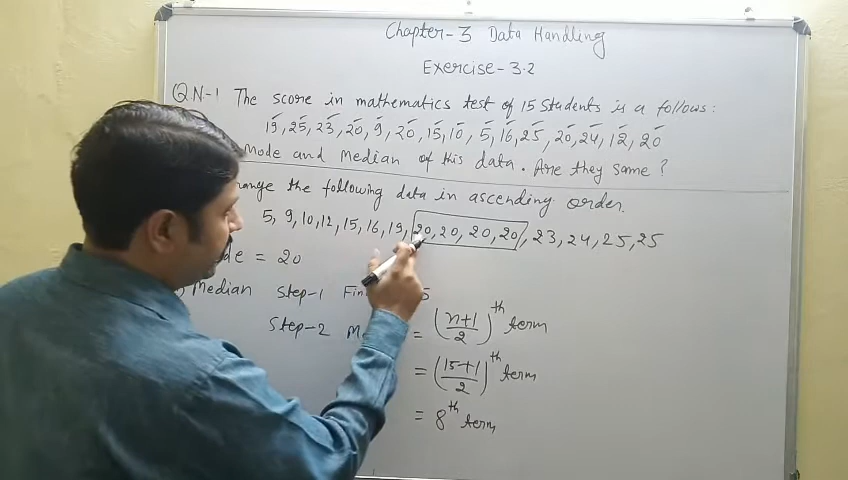 Chapter-3 Data Handling
Exercise-3.2
QN-1 The score in mathematics test of 15 students is a follows:
19, 25, 23, 20, 9, 20, 15, 10, 5, 16, 25, 20, 24, 12, 20
Mode and Median of this data. Are they same?
the following data in ascending order.
5, 9, 10, 12, 15, 16, 19, 20, 20, 20, 20, 23, 24, 25, 25
= 20
Median Step-1
Step-2 = (n+1/2)th term
= (15+1/2)th term
= 8th term